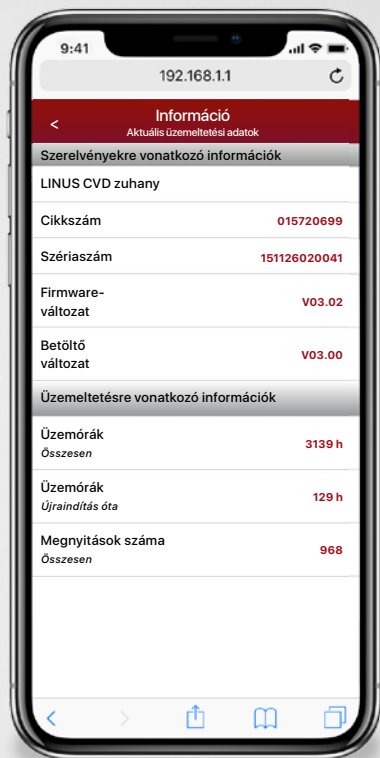 9:41
192.168.1.1
<
Információ
Aktuális üzemeltetési adatok
Szerelvényekre vonatkozó információk
LINUS CVD zuhany
Cikkszám 015720699
Szériaszám 151126020041
Firmware-
változat V03.02
Betöltő
változat V03.00
Üzemeltetésre vonatkozó információk
Üzemórák 3139 h
Összesen
Üzemórák 129 h
Újraindítás óta
Megnyitások száma 968
Összesen